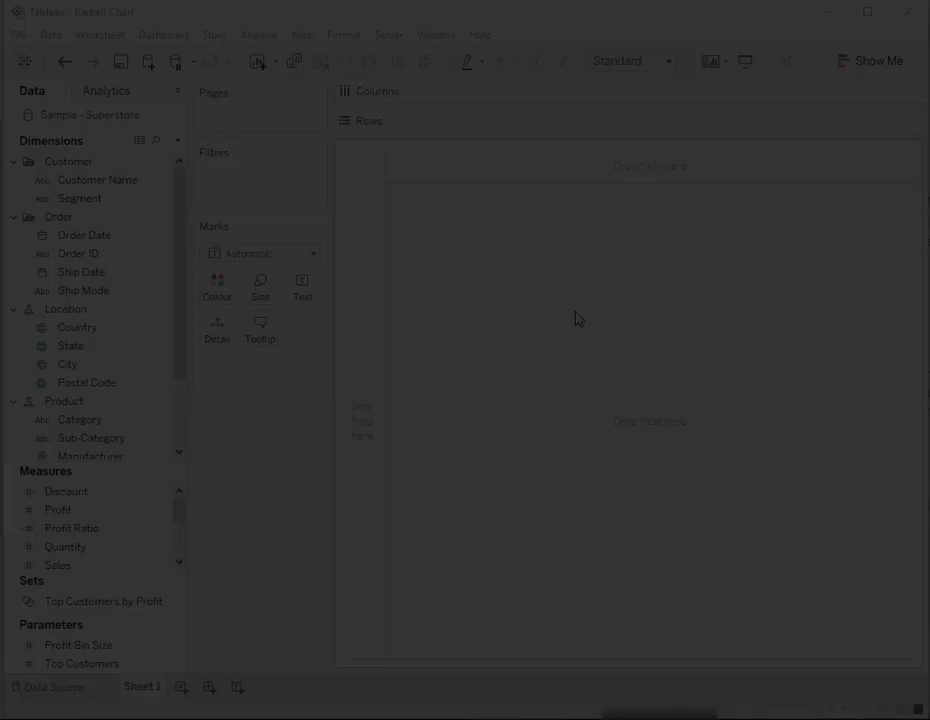 Tableau - Barbell Chart
File Data Worksheet Dashboard Story Analysis Map Format Server Window Help
Standard
Show Me
Data Analytics
Pages
Columns
Sample - Superstore
Rows
Dimensions
Filters
Customer
Customer Name
Segment
Order
Order Date
Order ID
Ship Date
Ship Mode
Location
Country
State
City
Postal Code
Product
Category
Sub-Category
Manufacturer
Marks
Automatic
Colour Size Text
Detail Tooltip
Drop field here
Drop
field
here
Drop field here
Measures
Discount
Profit
Profit Ratio
Quantity
Sales
Sets
Top Customers by Profit
Parameters
Profit Bin Size
Top Customers
Data Source Sheet 1